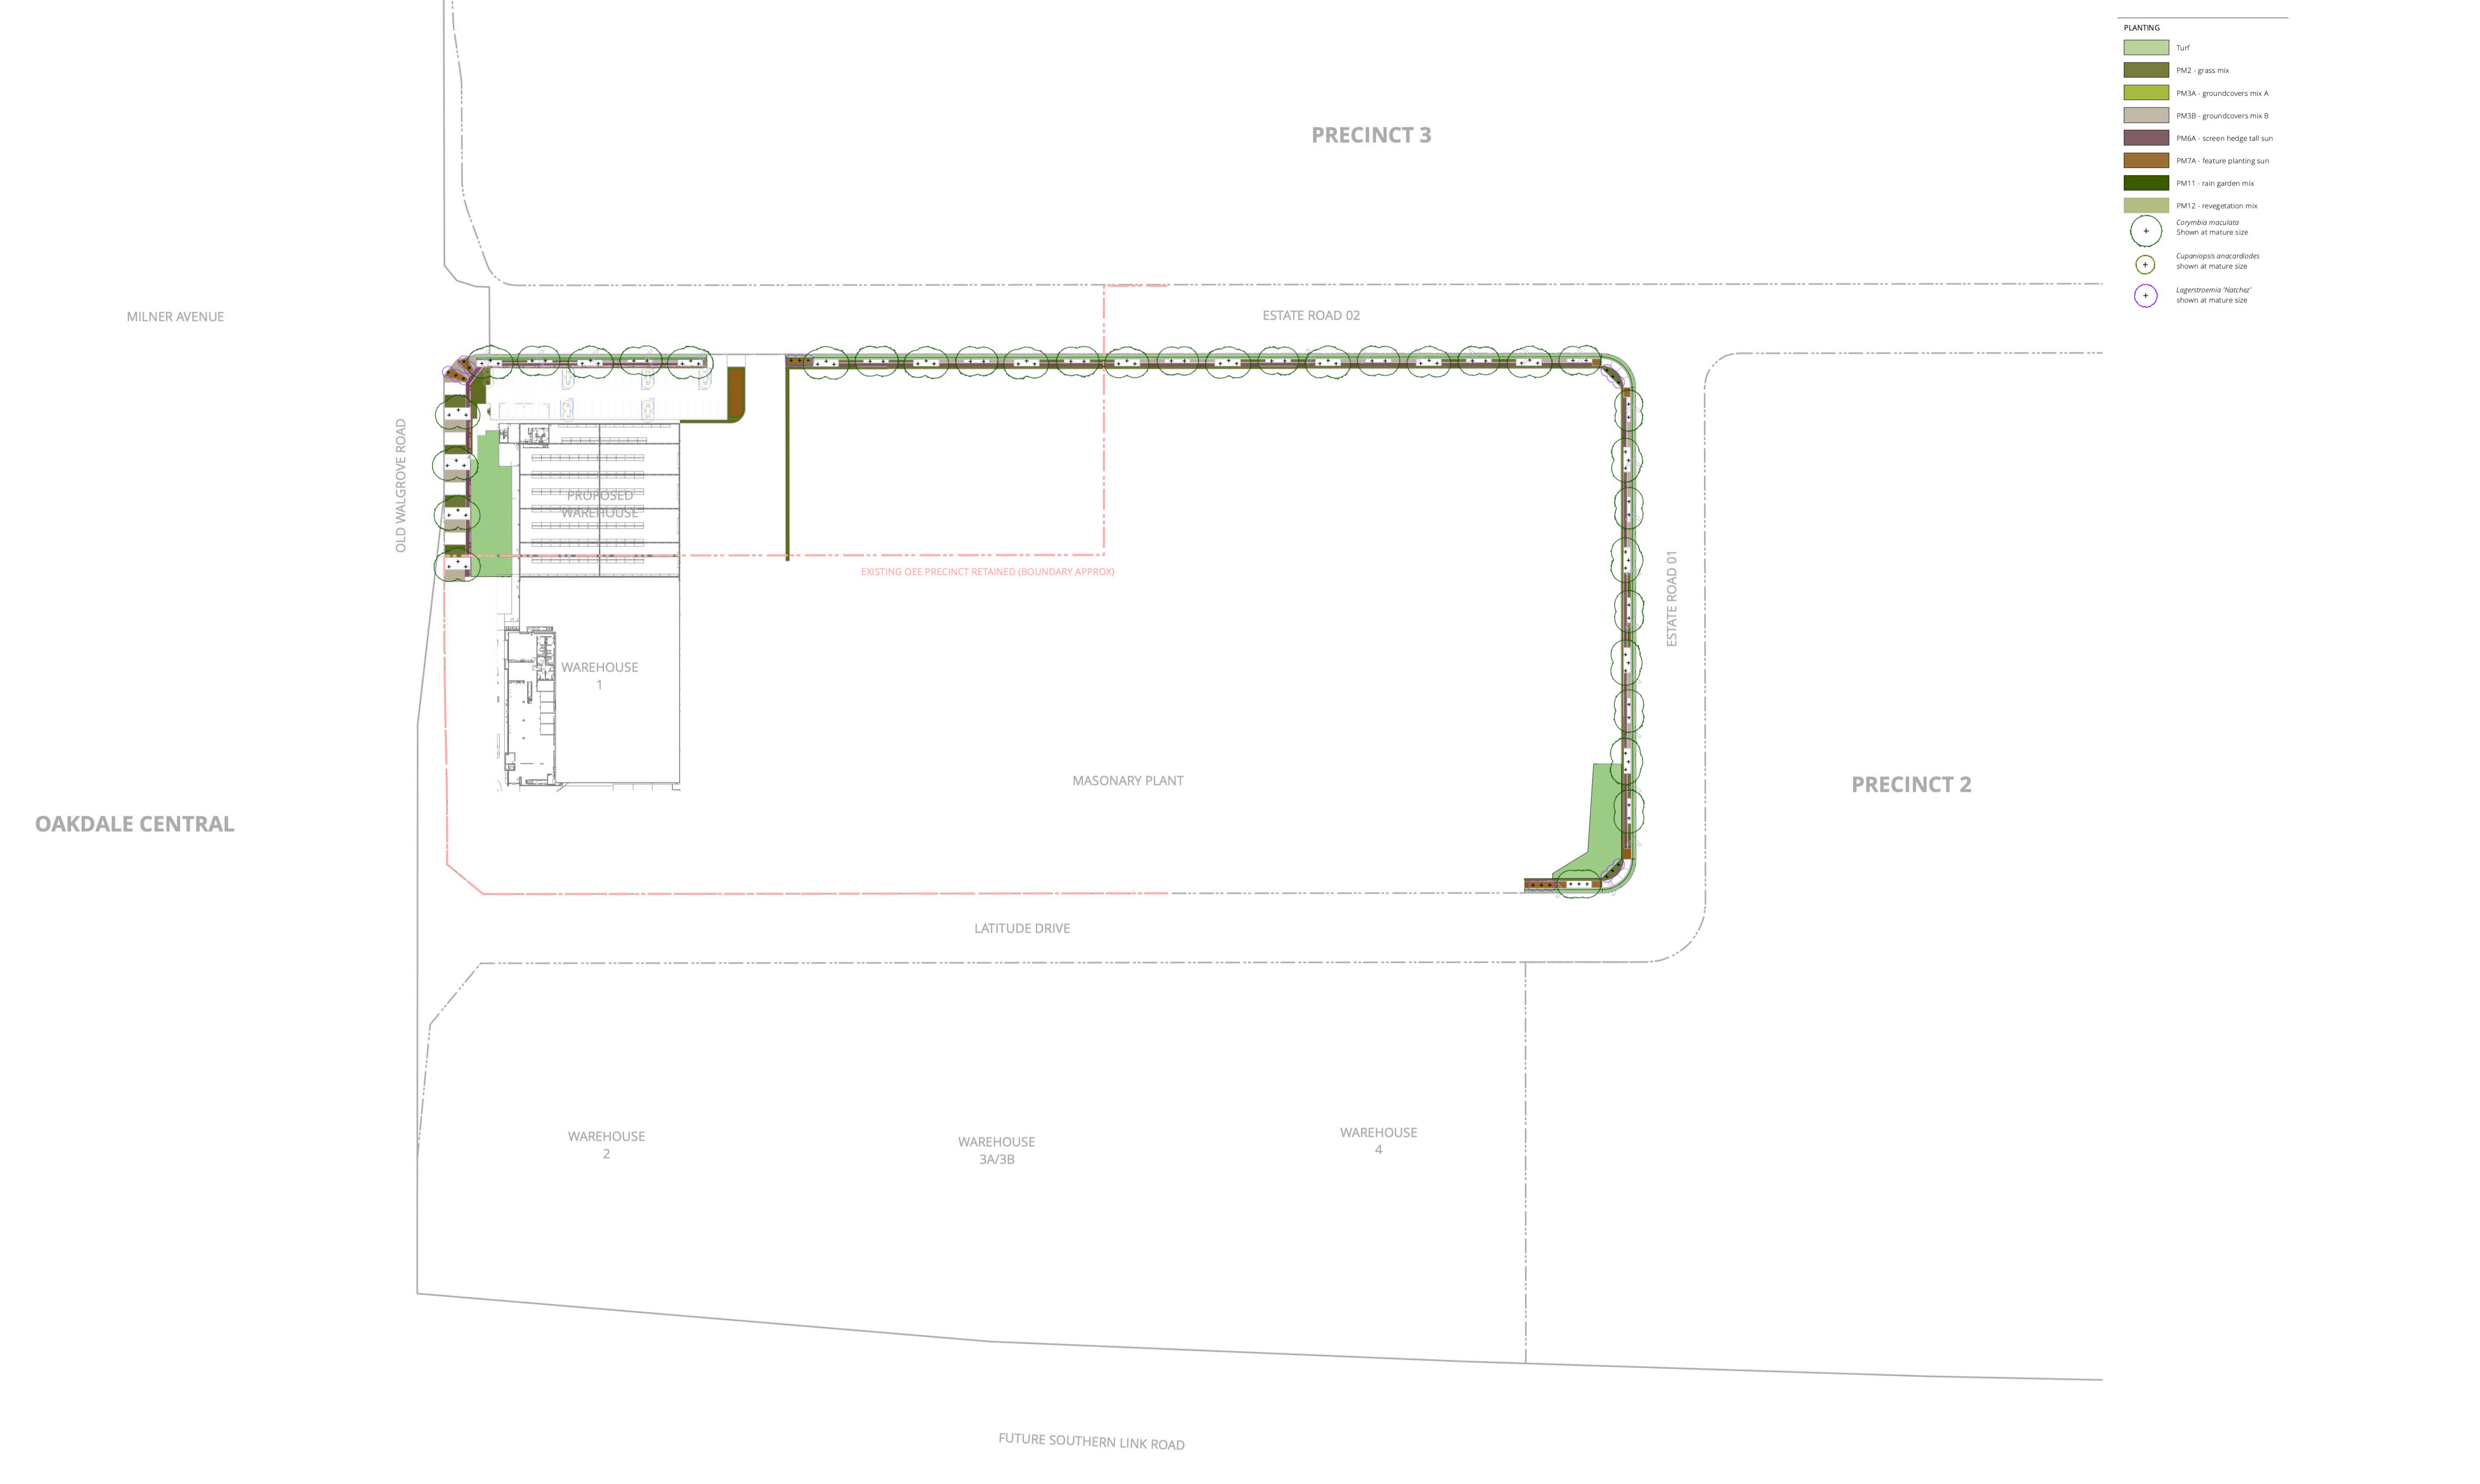 PLANTING
Turf
PM2 - grass mix
PM3A - groundcovers mix A
PM3B - groundcovers mix B
PM6A - screen hedge tall sun
PM7A - feature planting sun
PM11 - rain garden mix
PM12 - revegetation mix
Corymbia maculata
Shown at mature size
Cupaniopsis anacardiodes
shown at mature size
Lagerstroemia 'Natchez'
shown at mature size
PRECINCT 3
MILNER AVENUE
ESTATE ROAD 02
OLD WALGROVE ROAD
PROPOSED
WAREHOUSE
EXISTING OEE PRECINCT RETAINED (BOUNDARY APPROX)
ESTATE ROAD 01
WAREHOUSE
1
MASONARY PLANT
PRECINCT 2
OAKDALE CENTRAL
LATITUDE DRIVE
WAREHOUSE
2
WAREHOUSE
3A/3B
WAREHOUSE
4
FUTURE SOUTHERN LINK ROAD